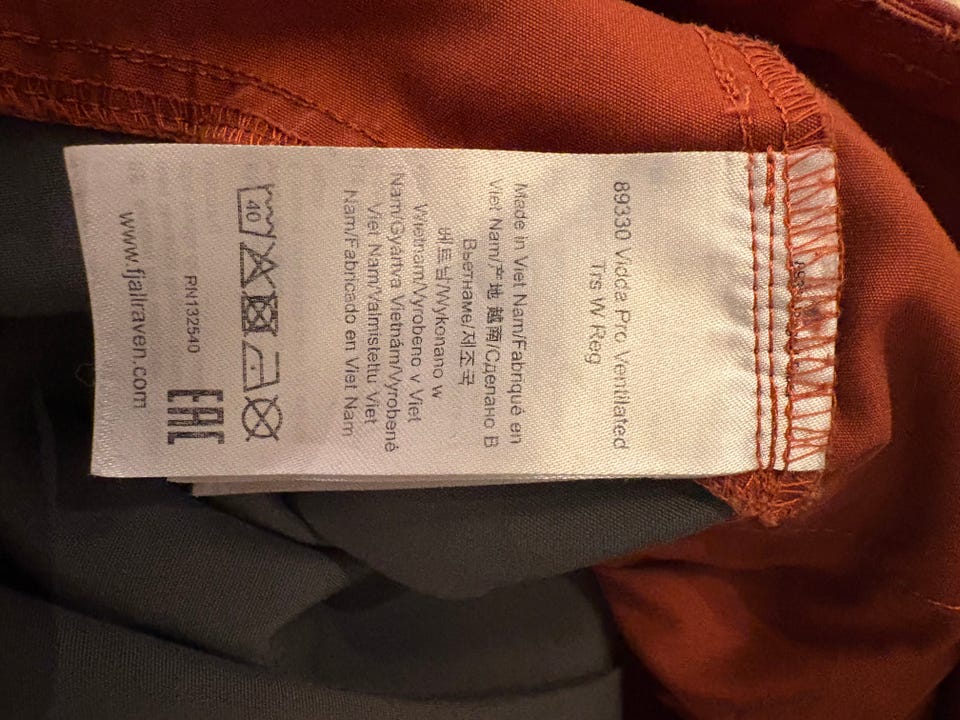 89330 Vidda Pro Ventilated
Trs W Reg
Made in Viet Nam/Fabriqué en
Viet Nam/产地 越南/Сделано В
Вьетнаме/제조국
베트남/Wykonano w
Wietnam/Vyrobeno v Viet
Nam/Gyártva Vietnám/Vyrobené
Viet Nam/Valmistettu Viet
Nam/Fabricado en Viet Nam
40
RN132540
EAC
www.fjallraven.com